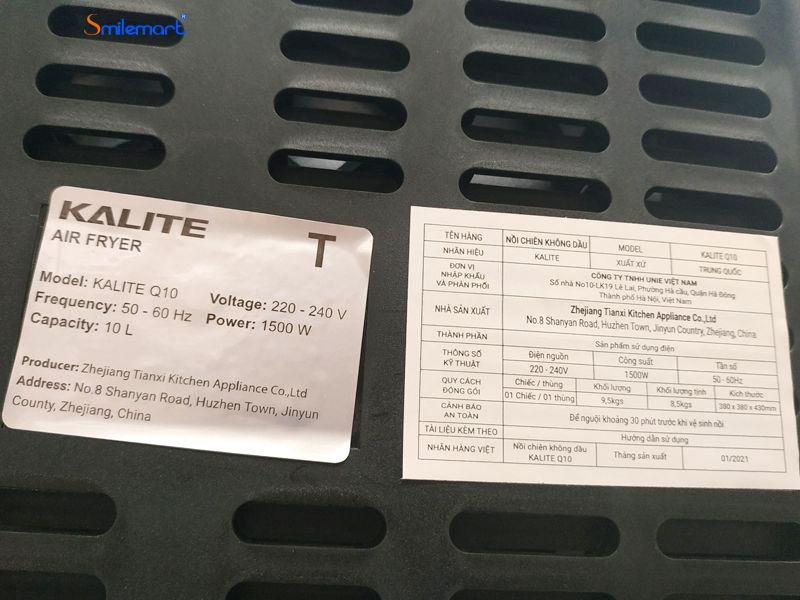 Smilemart
KALITE
AIR FRYER
T
Model: KALITE Q10 Voltage: 220 - 240 V
Frequency: 50 - 60 Hz Power: 1500 W
Capacity: 10 L
Producer: Zhejiang Tianxi Kitchen Appliance Co.,Ltd
Address: No.8 Shanyan Road, Huzhen Town, Jinyun
County, Zhejiang, China
TÊN HÀNG NỒI CHIÊN KHÔNG DẦU MODEL KALITE Q10
NHÃN HIỆU KALITE XUẤT XỨ TRUNG QUỐC
ĐƠN VỊ
NHẬP KHẨU
VÀ PHÂN PHỐI
CÔNG TY TNHH UNIE VIỆT NAM
Số nhà No10-LK19 Lê Lai, Phường Hà cầu, Quận Hà Đông
Thành phố Hà Nội, Việt Nam
NHÀ SẢN XUẤT
Zhejiang Tianxi Kitchen Appliance Co.,Ltd
No.8 Shanyan Road, Huzhen Town, Jinyun Country, Zhejiang, China
THÀNH PHẦN Sản phẩm sử dụng điện
THÔNG SỐ
KỸ THUẬT
Điện nguồn Công suất Tần số
220 - 240V 1500W 50 - 60Hz
QUY CÁCH
ĐÓNG GÓI
Chiếc / thùng Khối lượng Khối lượng tịnh Kích thước
01 Chiếc / 01 thùng 9,5kgs 8,5kgs 380 x 380 x 430mm
CẢNH BÁO
AN TOÀN
Để nguội khoảng 30 phút trước khi vệ sinh nồi
TÀI LIỆU KÈM THEO Hướng dẫn sử dụng
NHÃN HÀNG VIỆT
Nồi chiên không dầu
KALITE Q10
Tháng sản xuất 01/2021